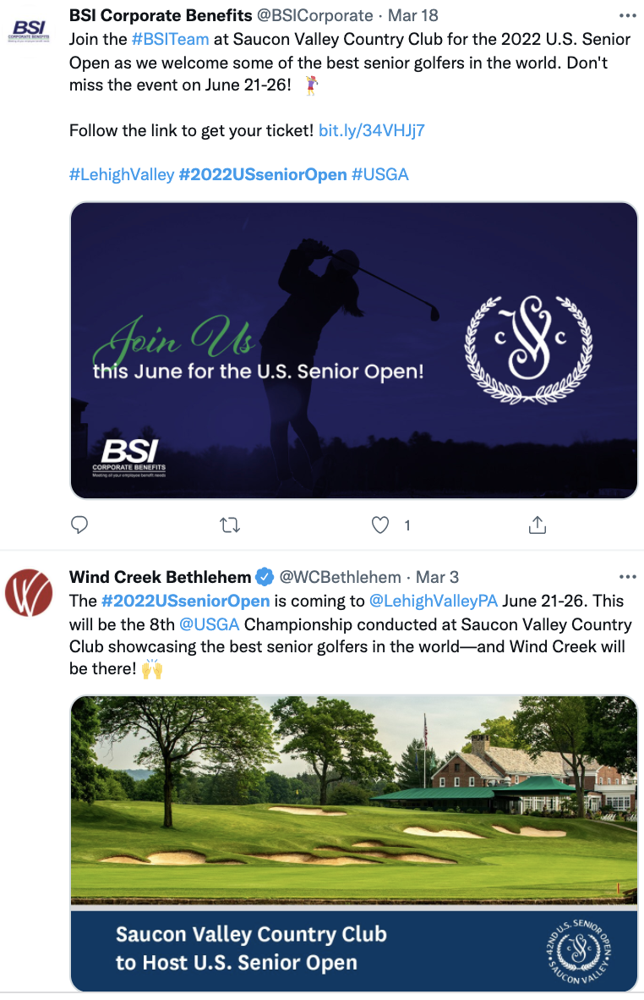 BSI
CORPORATE BENEFITS
BSI Corporate Benefits @BSICorporate · Mar 18
Join the #BSITeam at Saucon Valley Country Club for the 2022 U.S. Senior
Open as we welcome some of the best senior golfers in the world. Don't
miss the event on June 21-26! 🏌️‍♀️
Follow the link to get your ticket! bit.ly/34VHJj7
#LehighValley #2022USseniorOpen #USGA
Join Us
this June for the U.S. Senior Open!
C S V C
BSI
CORPORATE BENEFITS
Meeting all your employee benefit needs
1
W
Wind Creek Bethlehem @WCBethlehem · Mar 3
The #2022USseniorOpen is coming to @LehighValleyPA June 21-26. This
will be the 8th @USGA Championship conducted at Saucon Valley Country
Club showcasing the best senior golfers in the world—and Wind Creek will
be there! 🙌
Saucon Valley Country Club
to Host U.S. Senior Open
42ND U.S. SENIOR OPEN
SAUCON VALLEY